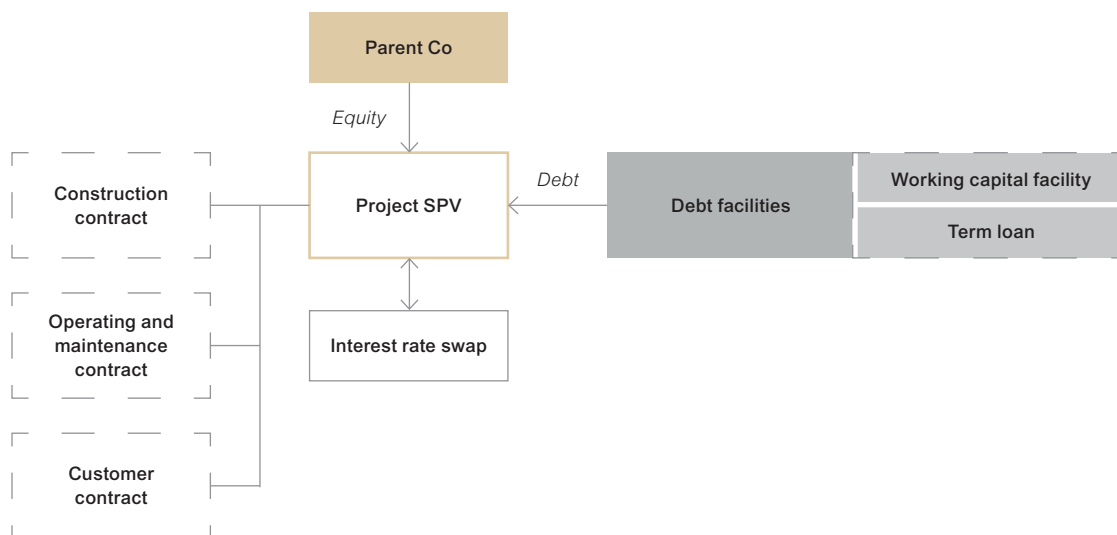 Parent Co
Equity
Construction
contract
Project SPV
Debt
Debt facilities
Working capital facility
Term loan
Operating and
maintenance
contract
Interest rate swap
Customer
contract